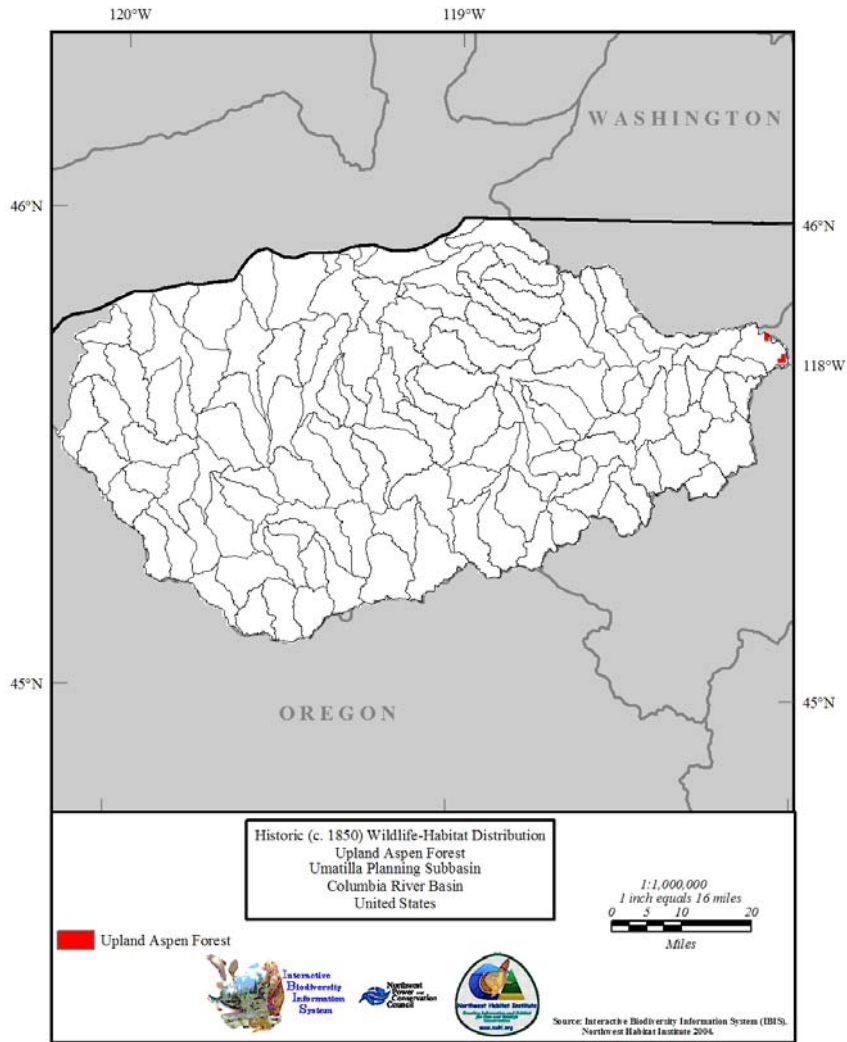 120°W
119°W
WASHINGTON
46°N
46°N
118°W
45°N
45°N
OREGON
Historic (c. 1850) Wildlife-Habitat Distribution
Upland Aspen Forest
Umatilla Planning Subbasin
Columbia River Basin
United States
1:1,000,000
1 inch equals 16 miles
0 5 10 20
Miles
Upland Aspen Forest
Interactive
Biodiversity
Information
System
Northwest
Power and
Conservation
Council
Northwest Habitat Institute
www.nwhi.org
Source: Interactive Biodiversity Information System (IBIS),
Northwest Habitat Institute 2004.